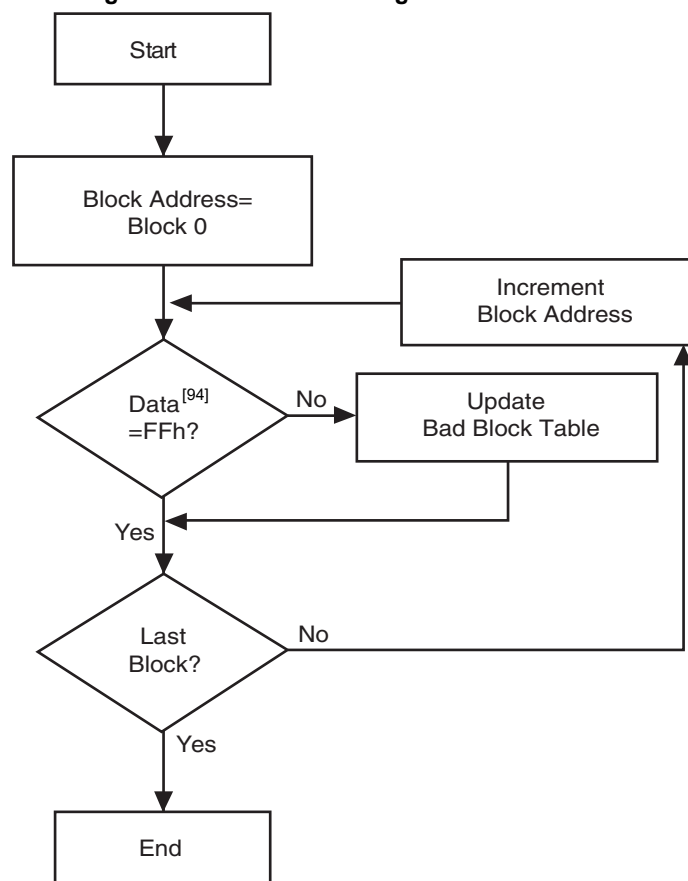 Start
Block Address=
Block 0
Increment
Block Address
Data[94]
=FFh?
No
Update
Bad Block Table
Yes
Last
Block?
No
Yes
End